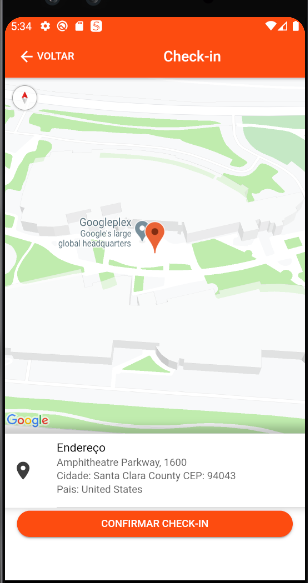 5:34
VOLTAR
Check-in
Googleplex
Google's large
global headquarters
Google
Endereço
Amphitheatre Parkway, 1600
Cidade: Santa Clara County CEP: 94043
Pais: United States
CONFIRMAR CHECK-IN